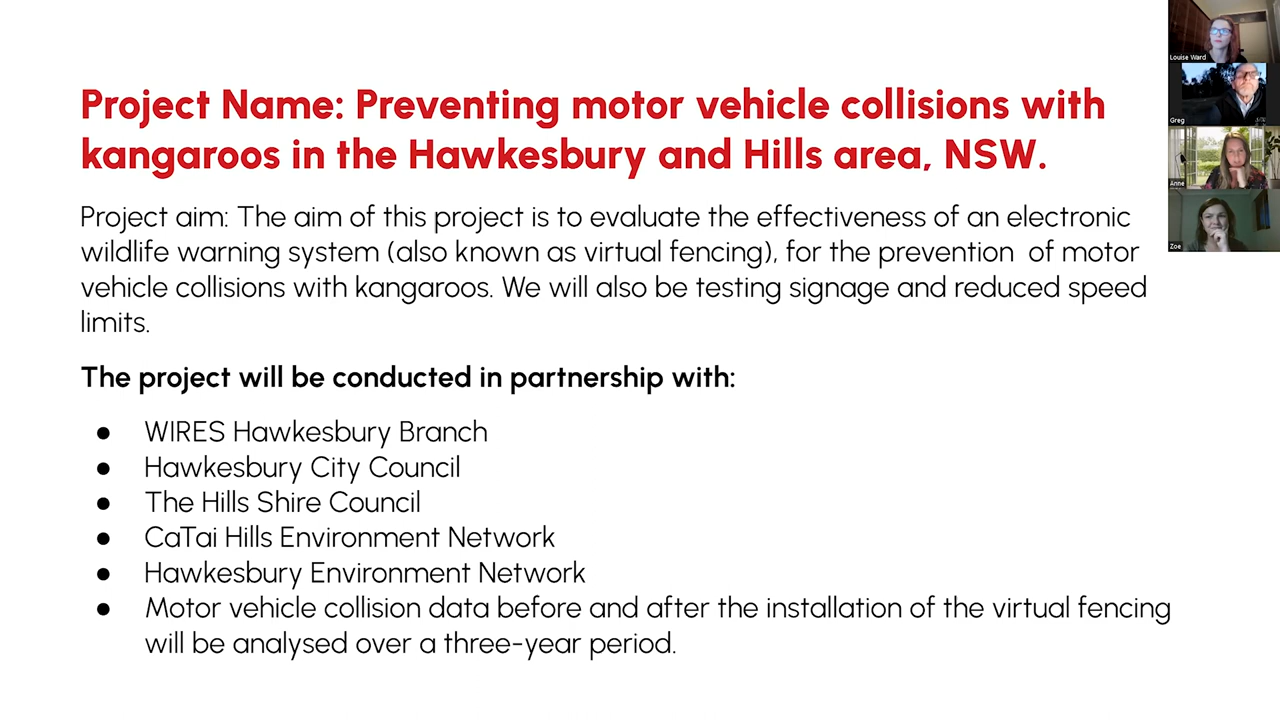 Project Name: Preventing motor vehicle collisions with
kangaroos in the Hawkesbury and Hills area, NSW.
Project aim: The aim of this project is to evaluate the effectiveness of an electronic
wildlife warning system (also known as virtual fencing), for the prevention of motor
vehicle collisions with kangaroos. We will also be testing signage and reduced speed
limits.
The project will be conducted in partnership with:
● WIRES Hawkesbury Branch
● Hawkesbury City Council
● The Hills Shire Council
● CaTai Hills Environment Network
● Hawkesbury Environment Network
● Motor vehicle collision data before and after the installation of the virtual fencing
will be analysed over a three-year period.
Louise Ward
Greg
Anne
Zoe